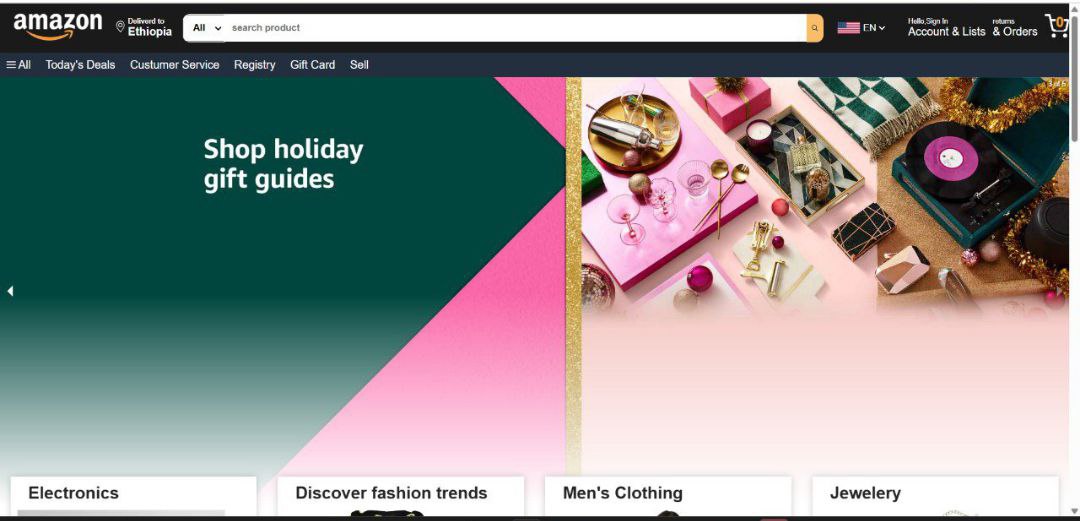 amazon
Deliverd to
Ethiopia
All
search product
EN
Hello,Sign In
Account & Lists
returns
& Orders
0
All
Today's Deals
Custumer Service
Registry
Gift Card
Sell
Shop holiday
gift guides
Electronics
Discover fashion trends
Men's Clothing
Jewelery